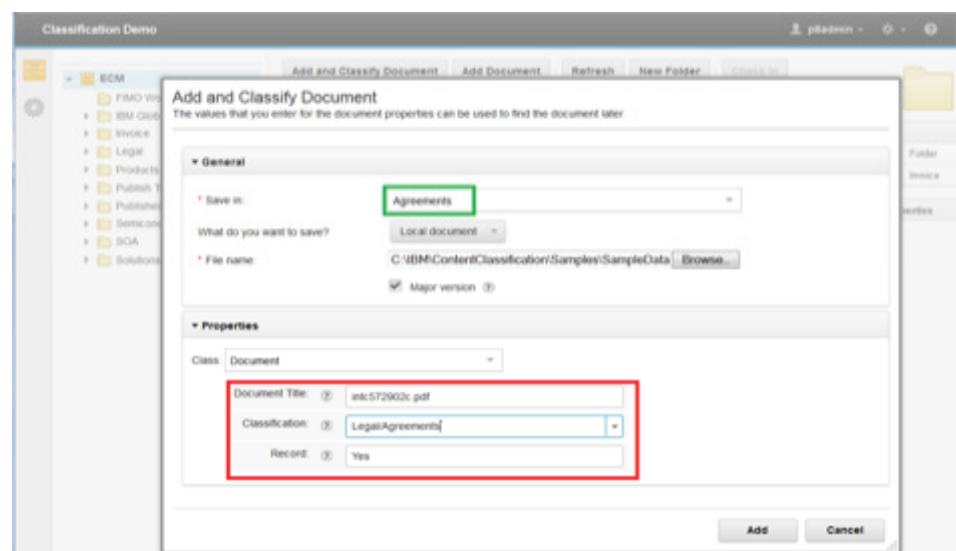 Classification Demo
p8admin
Add and Classify Document Add Document Refresh New Folder Check In
ECM
FIMO
IBM
Invoice
Legal
Products
Publish
Published
SOA
Solutions
Folder
Invoice
Add and Classify Document
The values that you enter for the document properties can be used to find the document later.
General
* Save in: Agreements
What do you want to save? Local document
* File name: C:\IBM\ContentClassification\Samples\SampleData Browse...
Major version
Properties
Class: Document
Document Title: intc572902c.pdf
Classification: Legal/Agreements
Record: Yes
Add Cancel